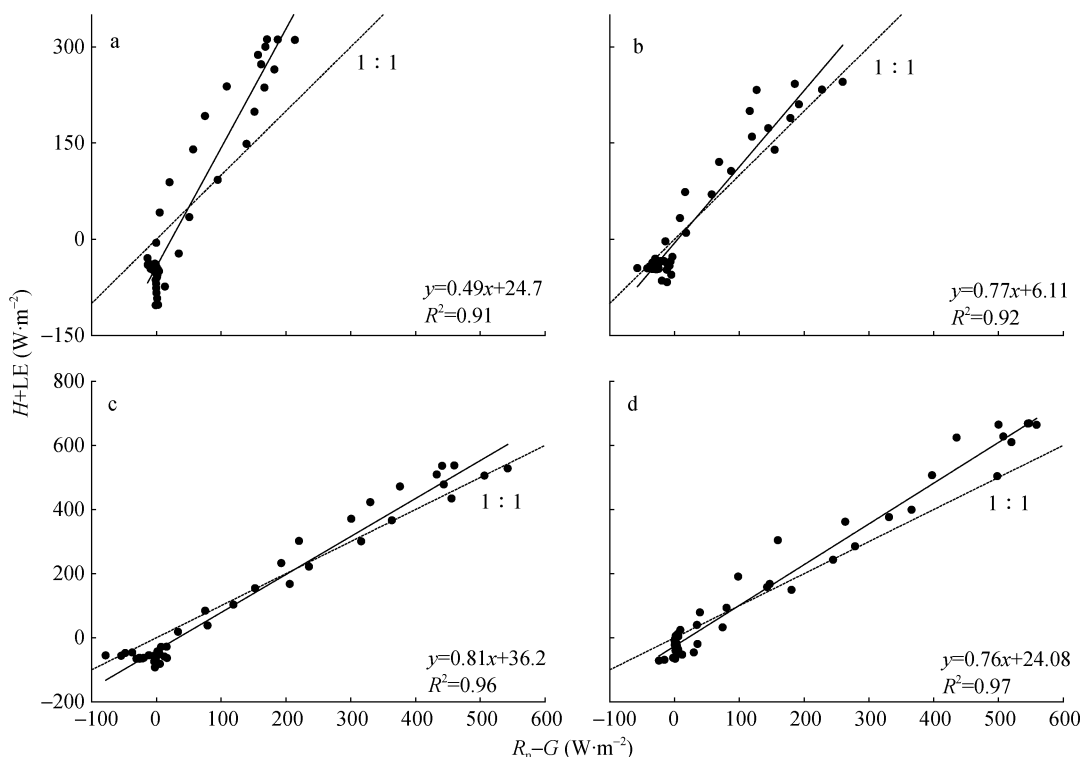 a
1 : 1
300
150
0
−150
y=0.49x+24.7
R²=0.91
b
1 : 1
y=0.77x+6.11
R²=0.92
H+LE (W·m⁻²)
c
1 : 1
800
600
400
200
0
−200
y=0.81x+36.2
R²=0.96
−100 0 100 200 300 400 500 600
d
1 : 1
y=0.76x+24.08
R²=0.97
−100 0 100 200 300 400 500 600
Rₙ−G (W·m⁻²)